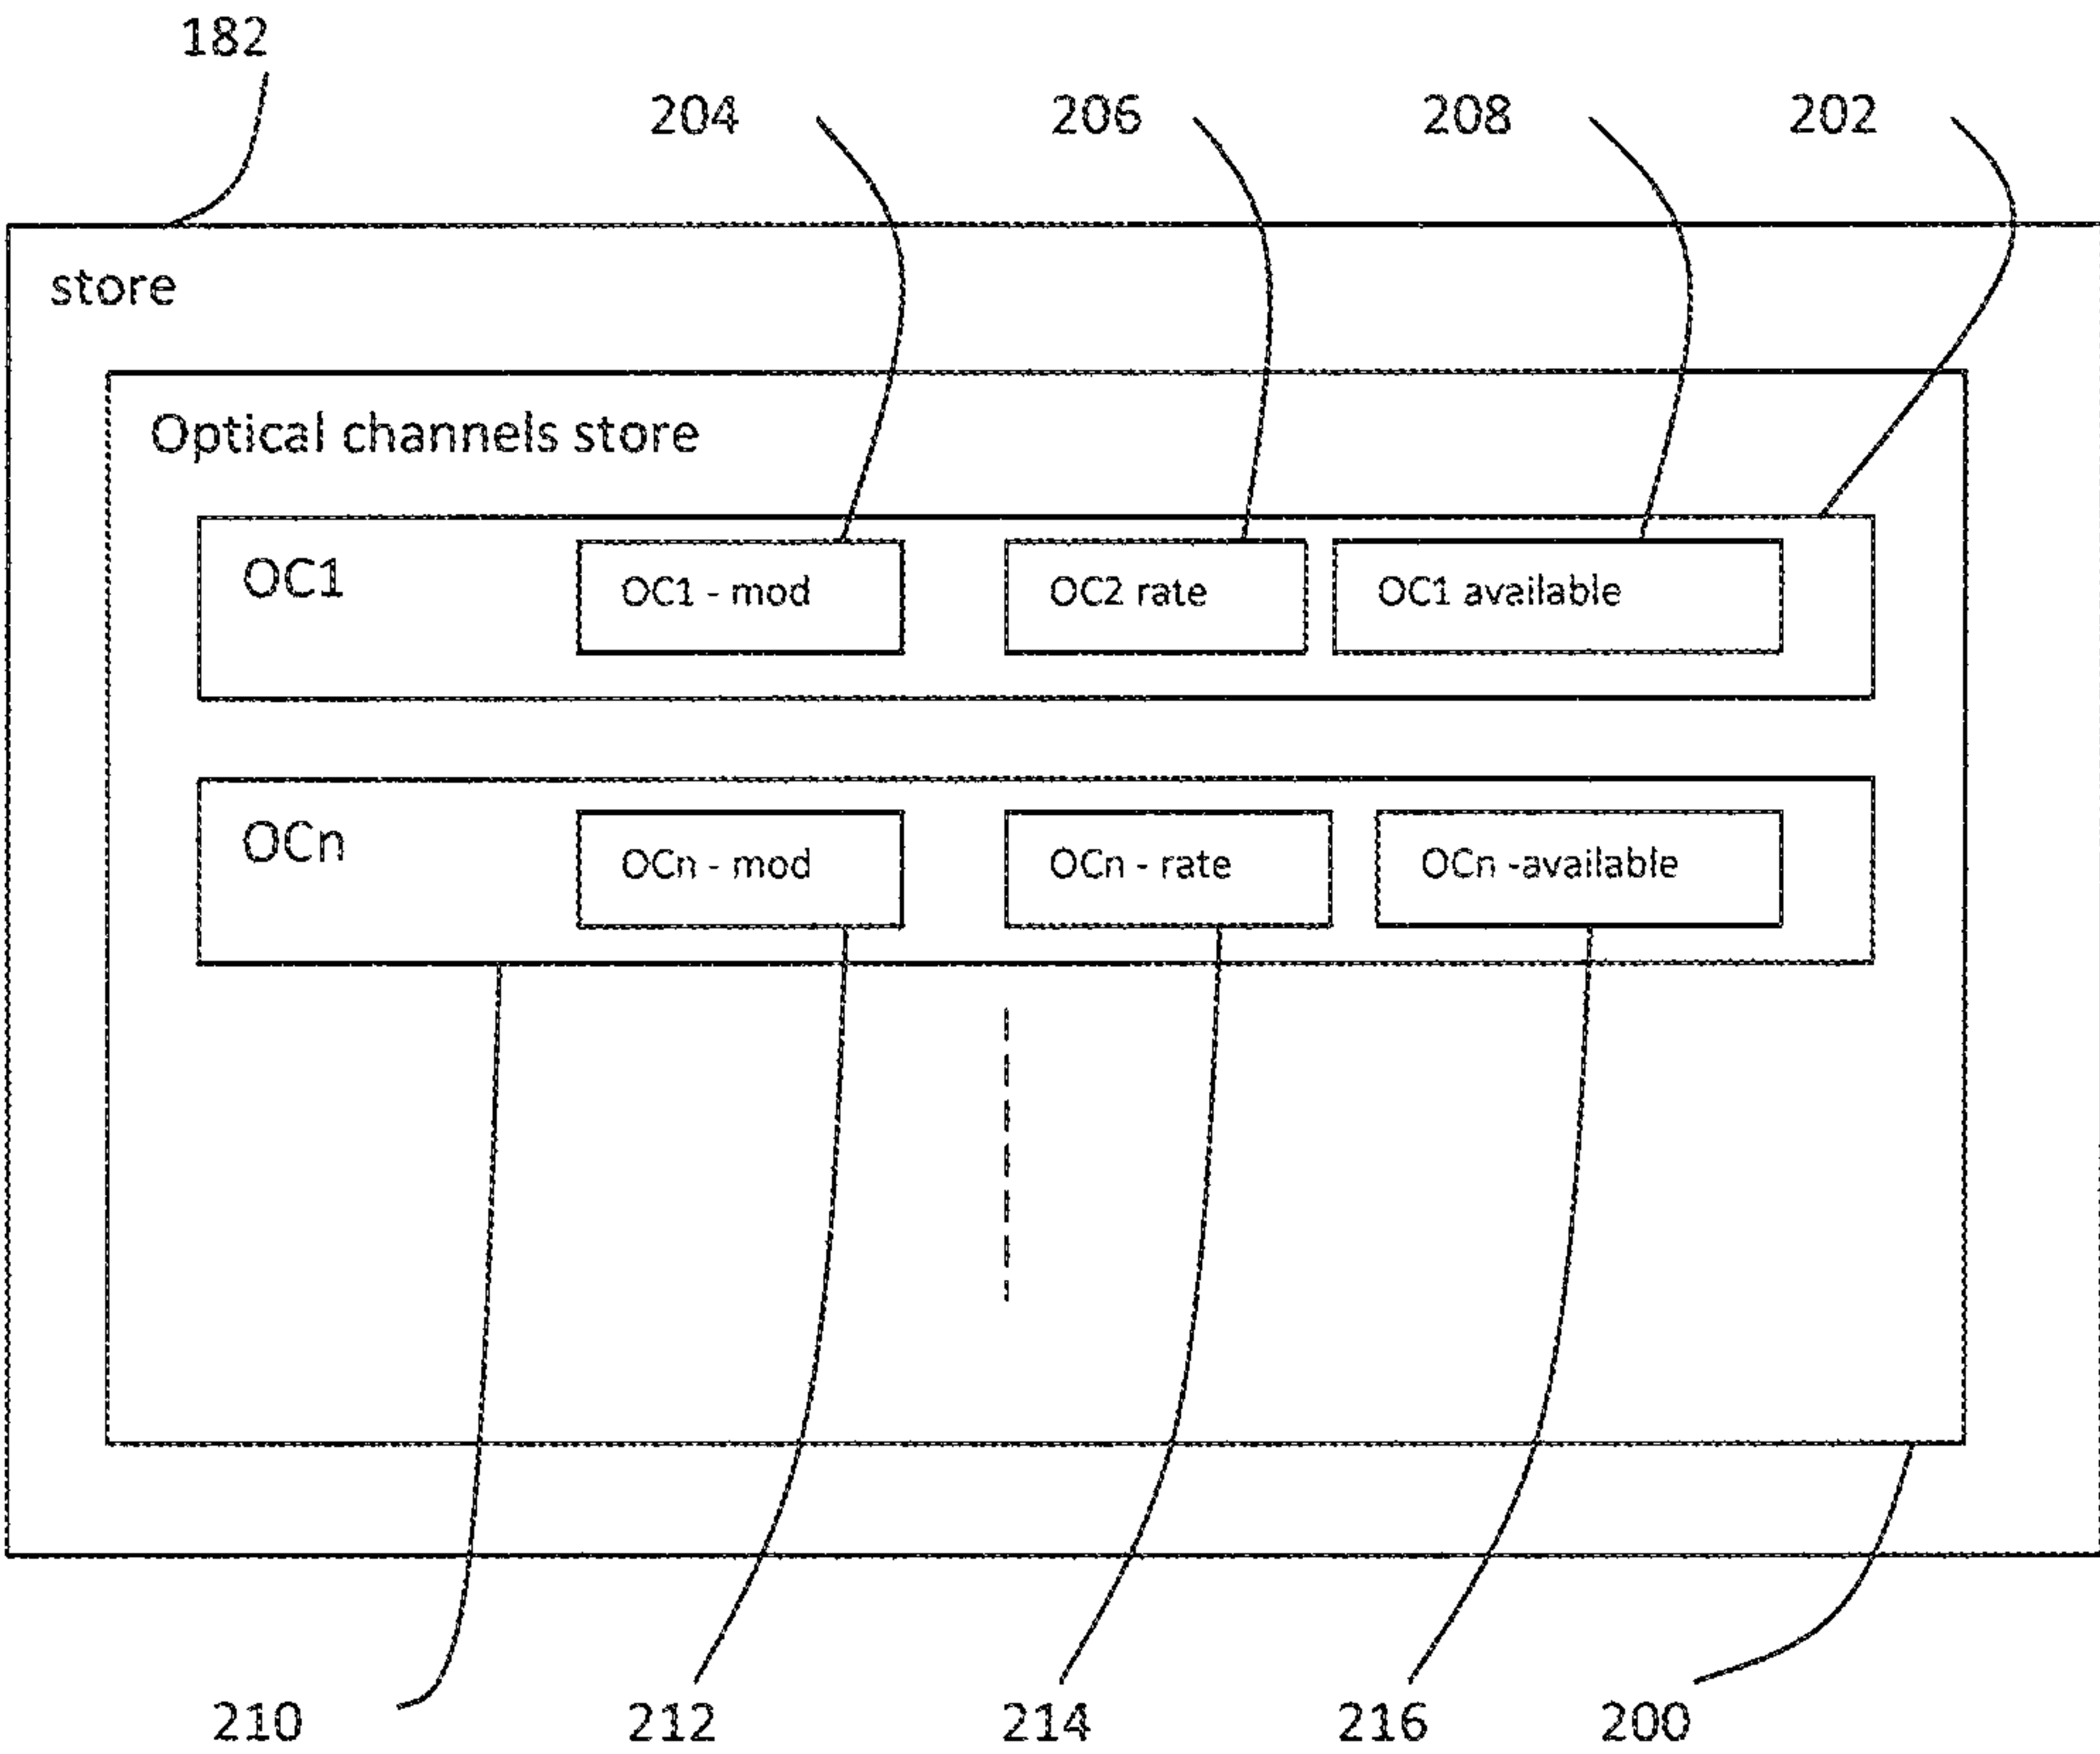 182
204 206 208 202
store
Optical channels store
OC1 OC1 - mod OC2 rate OC1 available
OCn OCn - mod OCn - rate OCn -available
210 212 214 216 200